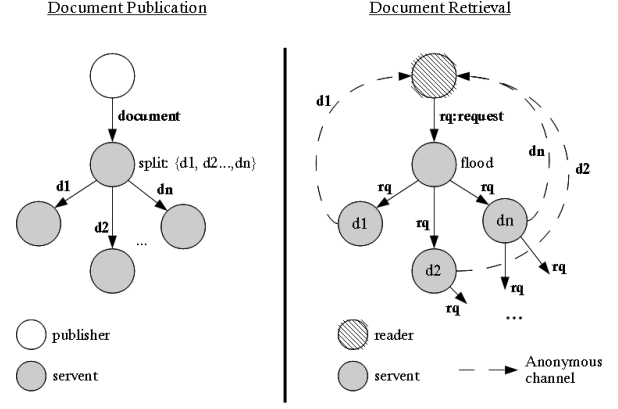 Document Publication
document
split: {d1, d2...,dn}
d1
dn
d2
...
publisher
servent
Document Retrieval
d1
rq:request
dn
flood
d2
rq
rq
rq
d1
dn
d2
rq
rq
rq
...
reader
servent
Anonymous
channel